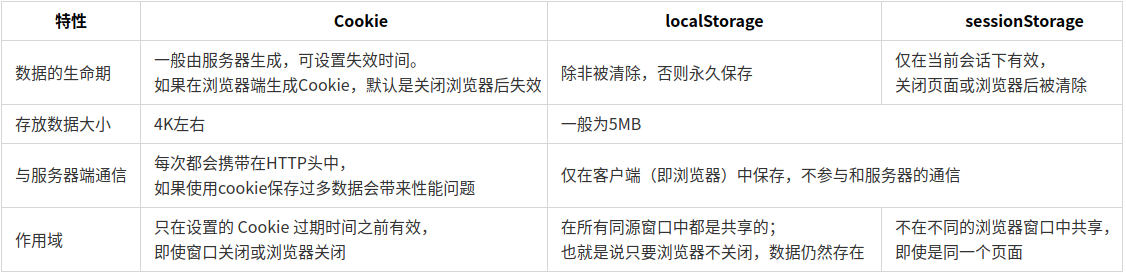 特性
Cookie
localStorage
sessionStorage
数据的生命期
一般由服务器生成，可设置失效时间。
如果在浏览器端生成Cookie，默认是关闭浏览器后失效
除非被清除，否则永久保存
仅在当前会话下有效，
关闭页面或浏览器后被清除
存放数据大小
4K左右
一般为5MB
与服务器端通信
每次都会携带在HTTP头中，
如果使用cookie保存过多数据会带来性能问题
仅在客户端（即浏览器）中保存，不参与和服务器的通信
作用域
只在设置的 Cookie 过期时间之前有效，
即使窗口关闭或浏览器关闭
在所有同源窗口中都是共享的；
也就是说只要浏览器不关闭，数据仍然存在
不在不同的浏览器窗口中共享，
即使是同一个页面